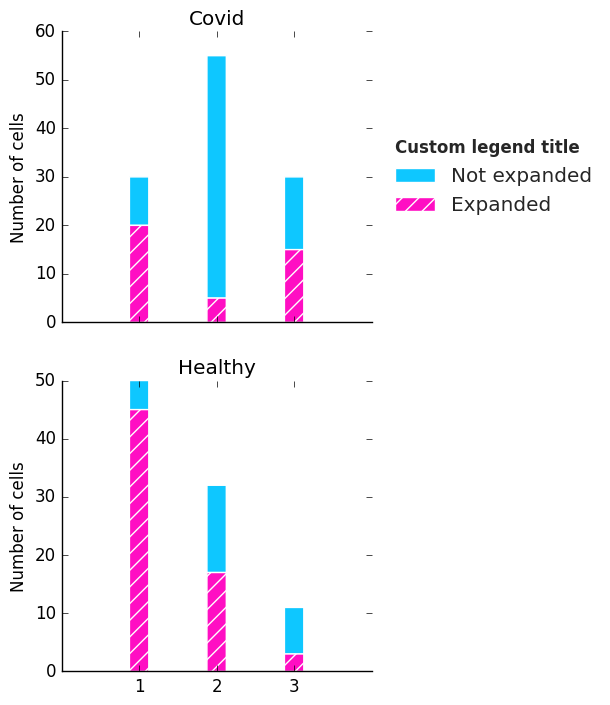 Covid
60
50
40
30
20
10
0
Number of cells
Custom legend title
Not expanded
Expanded
Healthy
50
40
30
20
10
0
Number of cells
1 2 3